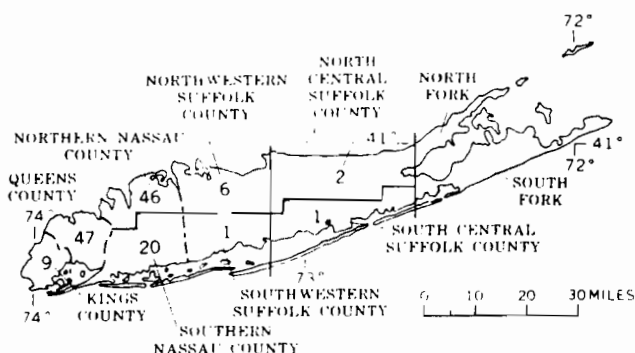 72°
NORTHWESTERN
SUFFOLK
COUNTY
NORTH
CENTRAL
SUFFOLK
COUNTY
NORTH
FORK
NORTHERN NASSAU
COUNTY
41°
41°
72°
QUEENS
COUNTY
74°
46
6
2
SOUTH
FORK
47
1
1
9
20
SOUTH CENTRAL
SUFFOLK COUNTY
73°
74°
KINGS
COUNTY
SOUTHWESTERN
SUFFOLK COUNTY
0 10 20 30 MILES
SOUTHERN
NASSAU COUNTY